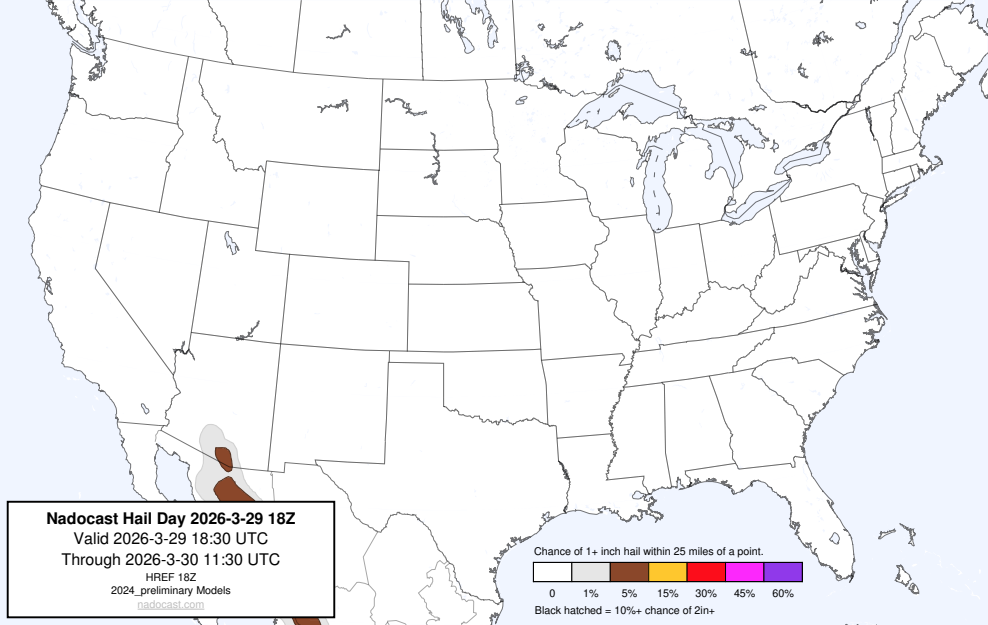 Nadocast Hail Day 2026-3-29 18Z
Valid 2026-3-29 18:30 UTC
Through 2026-3-30 11:30 UTC
HREF 18Z
2024_preliminary Models
nadocast.com
Chance of 1+ inch hail within 25 miles of a point.
0 1% 5% 15% 30% 45% 60%
Black hatched = 10%+ chance of 2in+